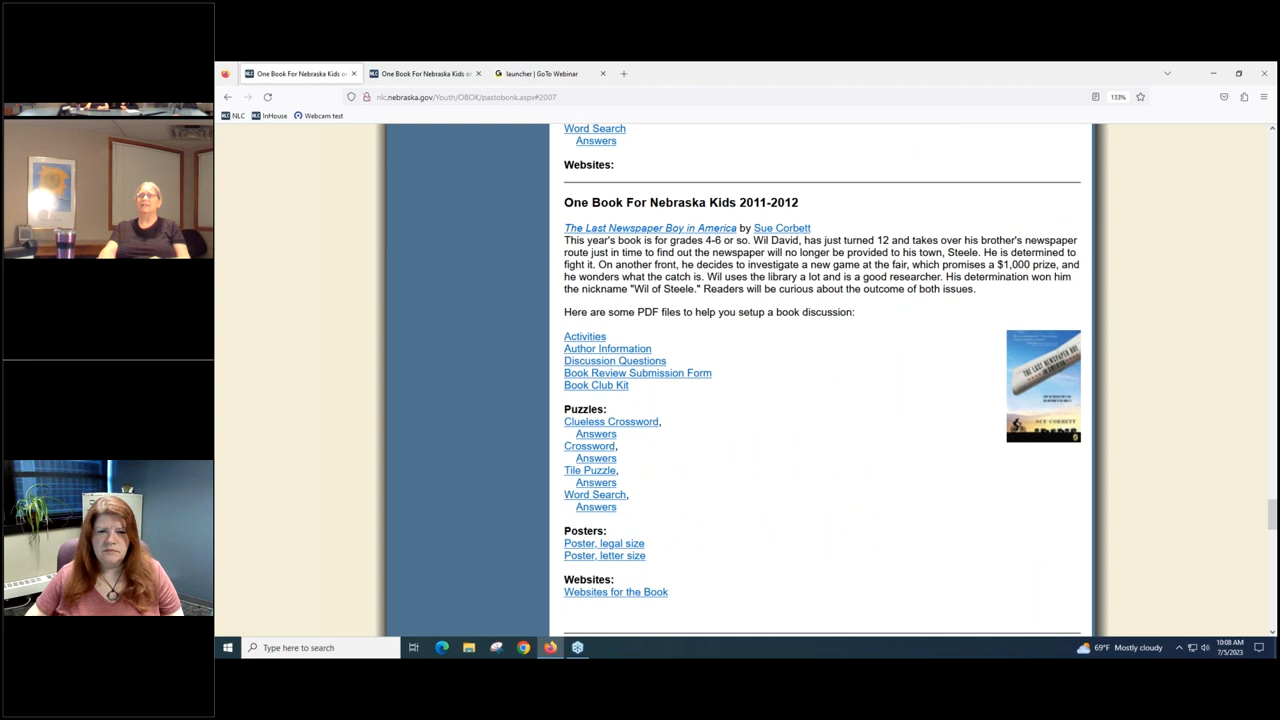 One Book For Nebraska Kids o
One Book For Nebraska Kids o
launcher | GoTo Webinar
nlc.nebraska.gov/Youth/OBOK/pastobonk.aspx#2007
133%
NLC
InHouse
Webcam test
Word Search
Answers
Websites:
One Book For Nebraska Kids 2011-2012
The Last Newspaper Boy in America by Sue Corbett
This year's book is for grades 4-6 or so. Wil David, has just turned 12 and takes over his brother's newspaper
route just in time to find out the newspaper will no longer be provided to his town, Steele. He is determined to
fight it. On another front, he decides to investigate a new game at the fair, which promises a $1,000 prize, and
he wonders what the catch is. Wil uses the library a lot and is a good researcher. His determination won him
the nickname "Wil of Steele." Readers will be curious about the outcome of both issues.
Here are some PDF files to help you setup a book discussion:
Activities
Author Information
Discussion Questions
Book Review Submission Form
Book Club Kit
THE LAST NEWSPAPER BOY
SUE CORBETT
Puzzles:
Clueless Crossword,
Answers
Crossword,
Answers
Tile Puzzle,
Answers
Word Search,
Answers
Posters:
Poster, legal size
Poster, letter size
Websites:
Websites for the Book
Type here to search
69°F Mostly cloudy
10:08 AM
7/5/2023